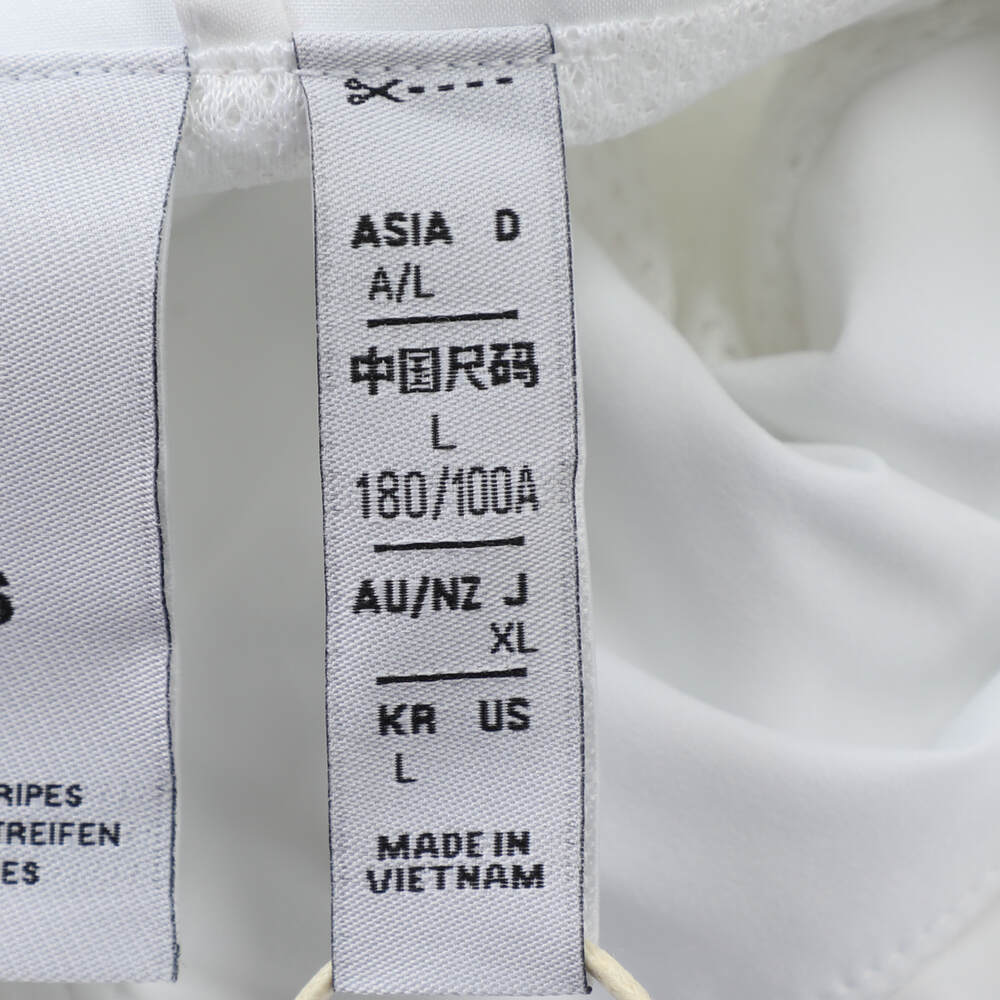 S
RIPES
TREIFEN
ES
ASIA D
A/L
中国尺码
L
180/100A
AU/NZ J
XL
KR US
L
MADE IN
VIETNAM